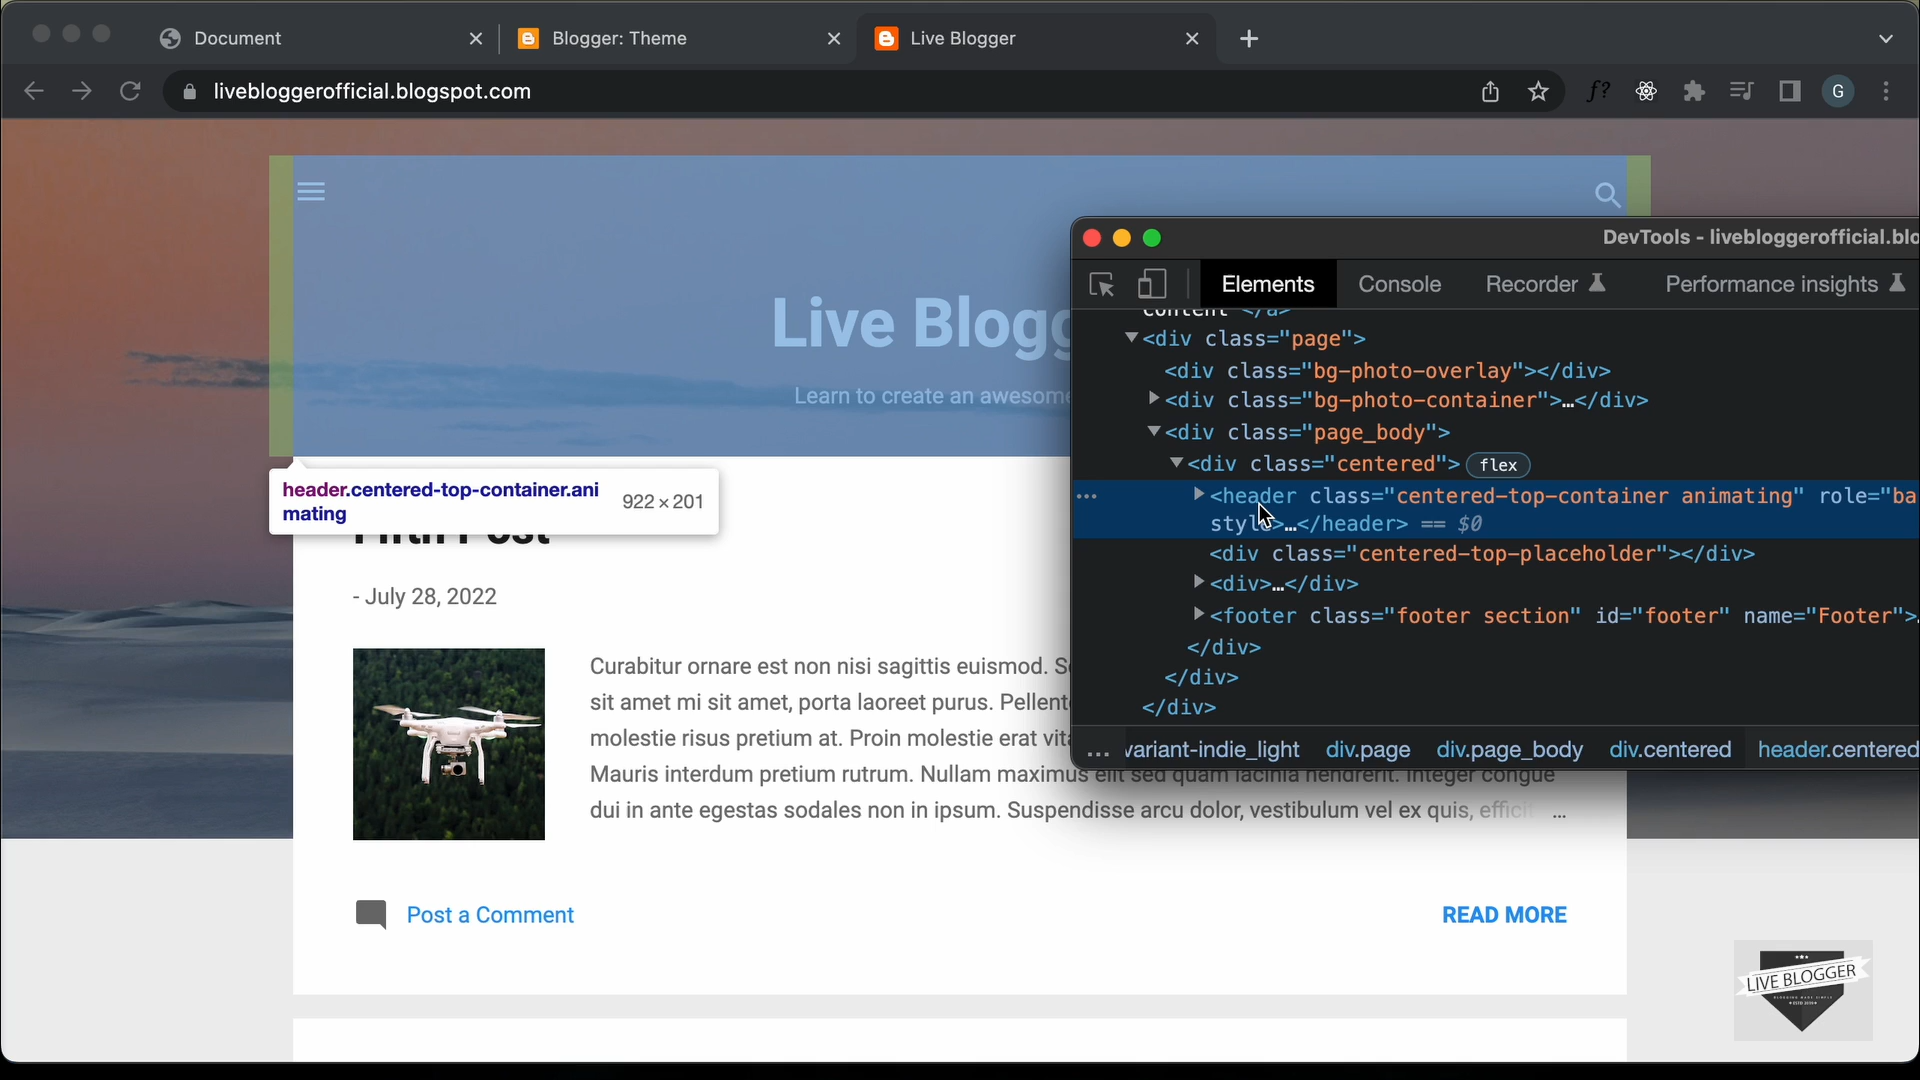 Document
Blogger: Theme
Live Blogger
livebloggerofficial.blogspot.com
f?
G
Live Blogg
Learn to create an awesome
header.centered-top-container.ani
mating
922 × 201
- July 28, 2022
Curabitur ornare est non nisi sagittis euismod. S
sit amet mi sit amet, porta laoreet purus. Pellent
molestie risus pretium at. Proin molestie erat vita
Mauris interdum pretium rutrum. Nullam maximus elit sed quam lacinia hendrerit. Integer congue
dui in ante egestas sodales non in ipsum. Suspendisse arcu dolor, vestibulum vel ex quis, effici ...
Post a Comment
READ MORE
DevTools - livebloggerofficial.blo
Elements
Console
Recorder
Performance insights
content </a>
<div class="page">
<div class="bg-photo-overlay"></div>
<div class="bg-photo-container">…</div>
<div class="page_body">
<div class="centered"> flex
<header class="centered-top-container animating" role="ba
style>…</header> == $0
<div class="centered-top-placeholder"></div>
<div>…</div>
<footer class="footer section" id="footer" name="Footer">
</div>
</div>
</div>
... variant-indie_light div.page div.page_body div.centered header.centered
LIVE BLOGGER